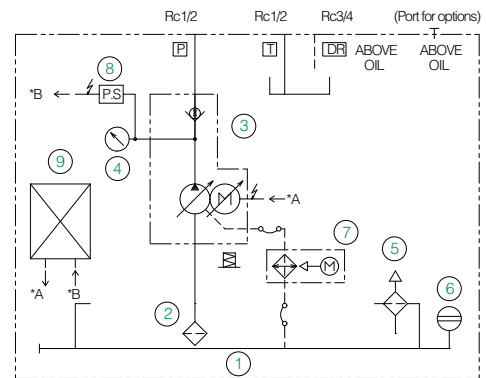 Rc1/2 Rc1/2 Rc3/4 (Port for options)
P T DR ABOVE OIL ABOVE OIL
8
*B P.S
3
4
9
M *A
7
5
M
6
*A *B
2
1